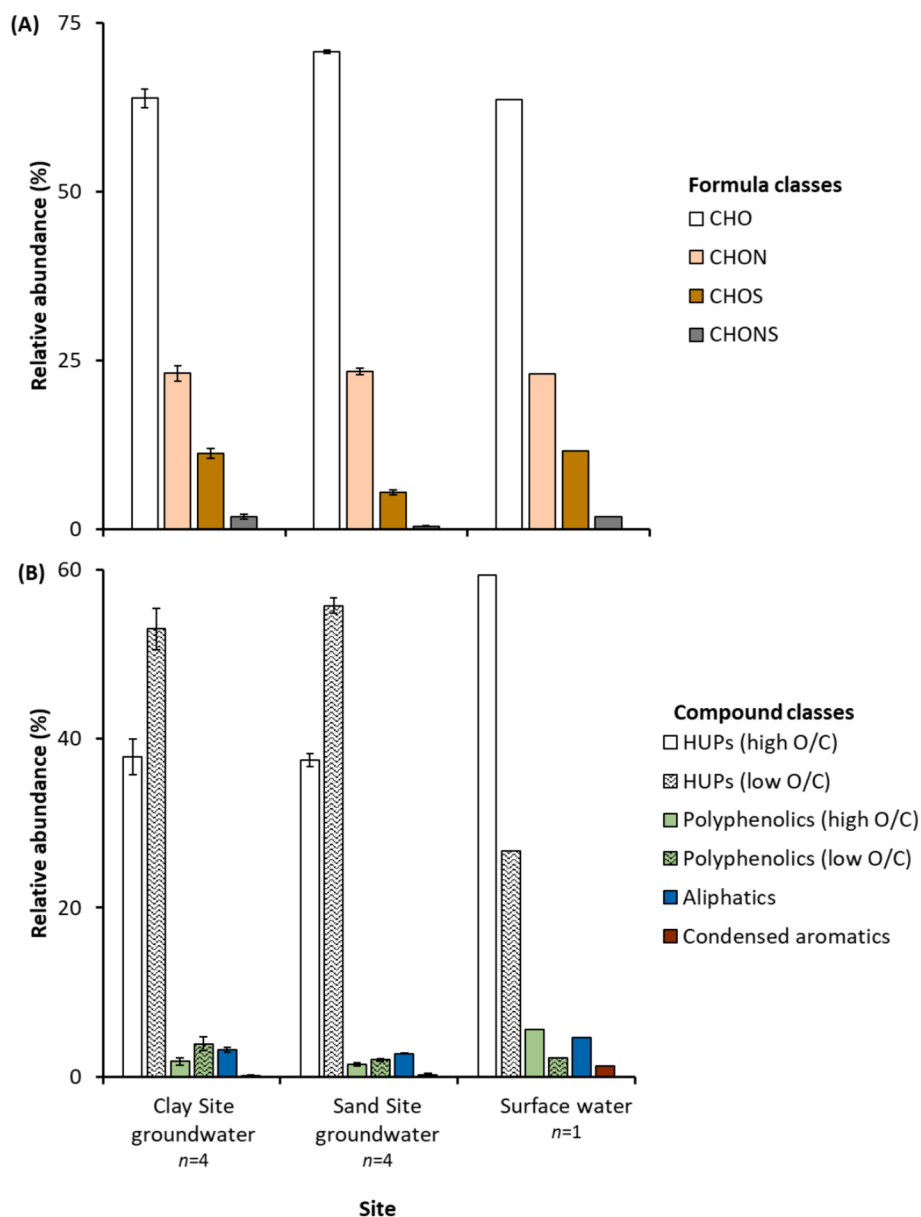 (A)
75
50
25
0
Relative abundance (%)
Formula classes
CHO
CHON
CHOS
CHONS
(B)
60
40
20
0
Relative abundance (%)
Compound classes
HUPs (high O/C)
HUPs (low O/C)
Polyphenolics (high O/C)
Polyphenolics (low O/C)
Aliphatics
Condensed aromatics
Clay Site
groundwater
n=4
Sand Site
groundwater
n=4
Surface water
n=1
Site